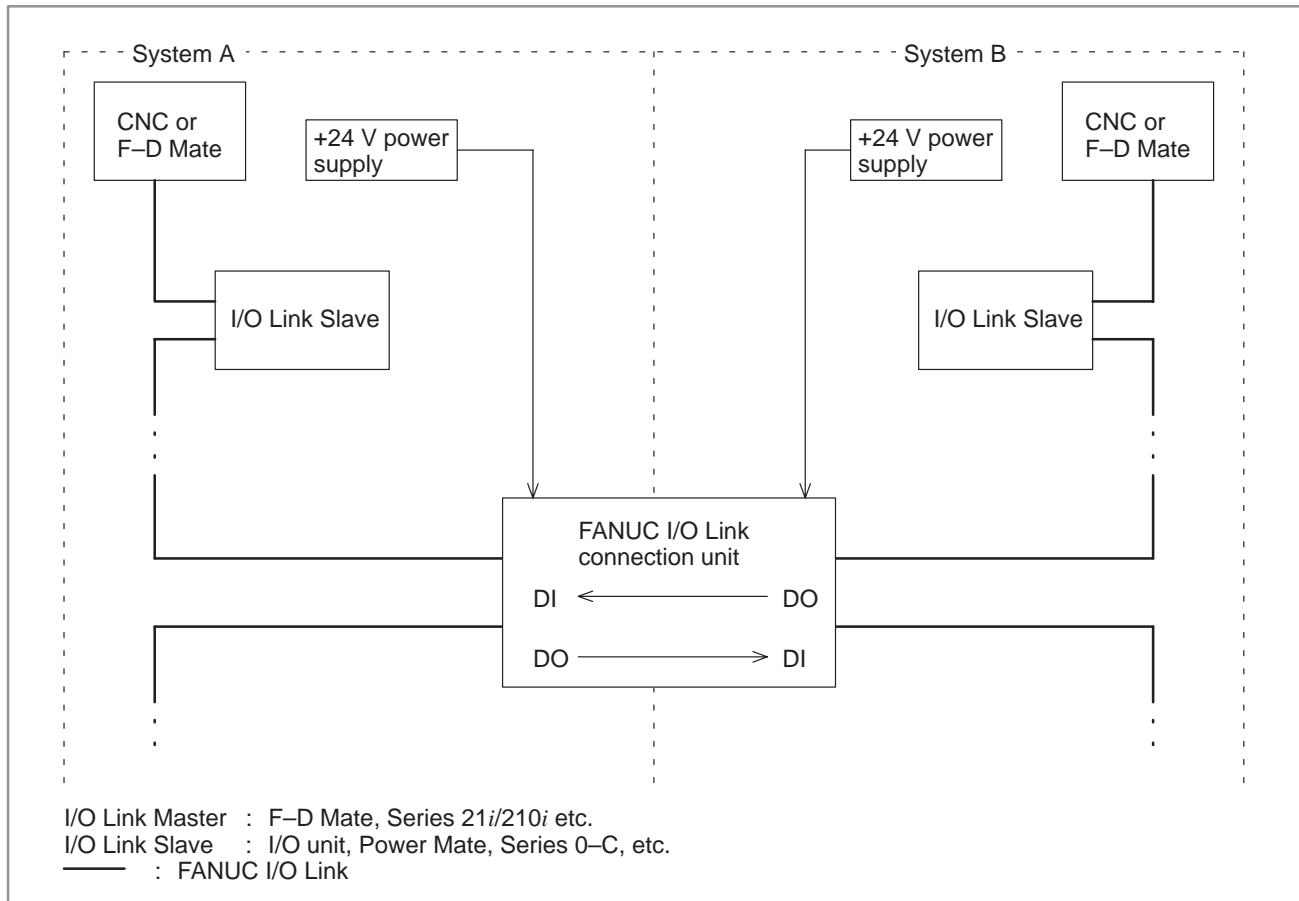 System A
System B
CNC or
F–D Mate
+24 V power
supply
+24 V power
supply
CNC or
F–D Mate
I/O Link Slave
I/O Link Slave
FANUC I/O Link
connection unit
DI
DO
DO
DI
I/O Link Master : F–D Mate, Series 21i/210i etc.
I/O Link Slave : I/O unit, Power Mate, Series 0–C, etc.
: FANUC I/O Link